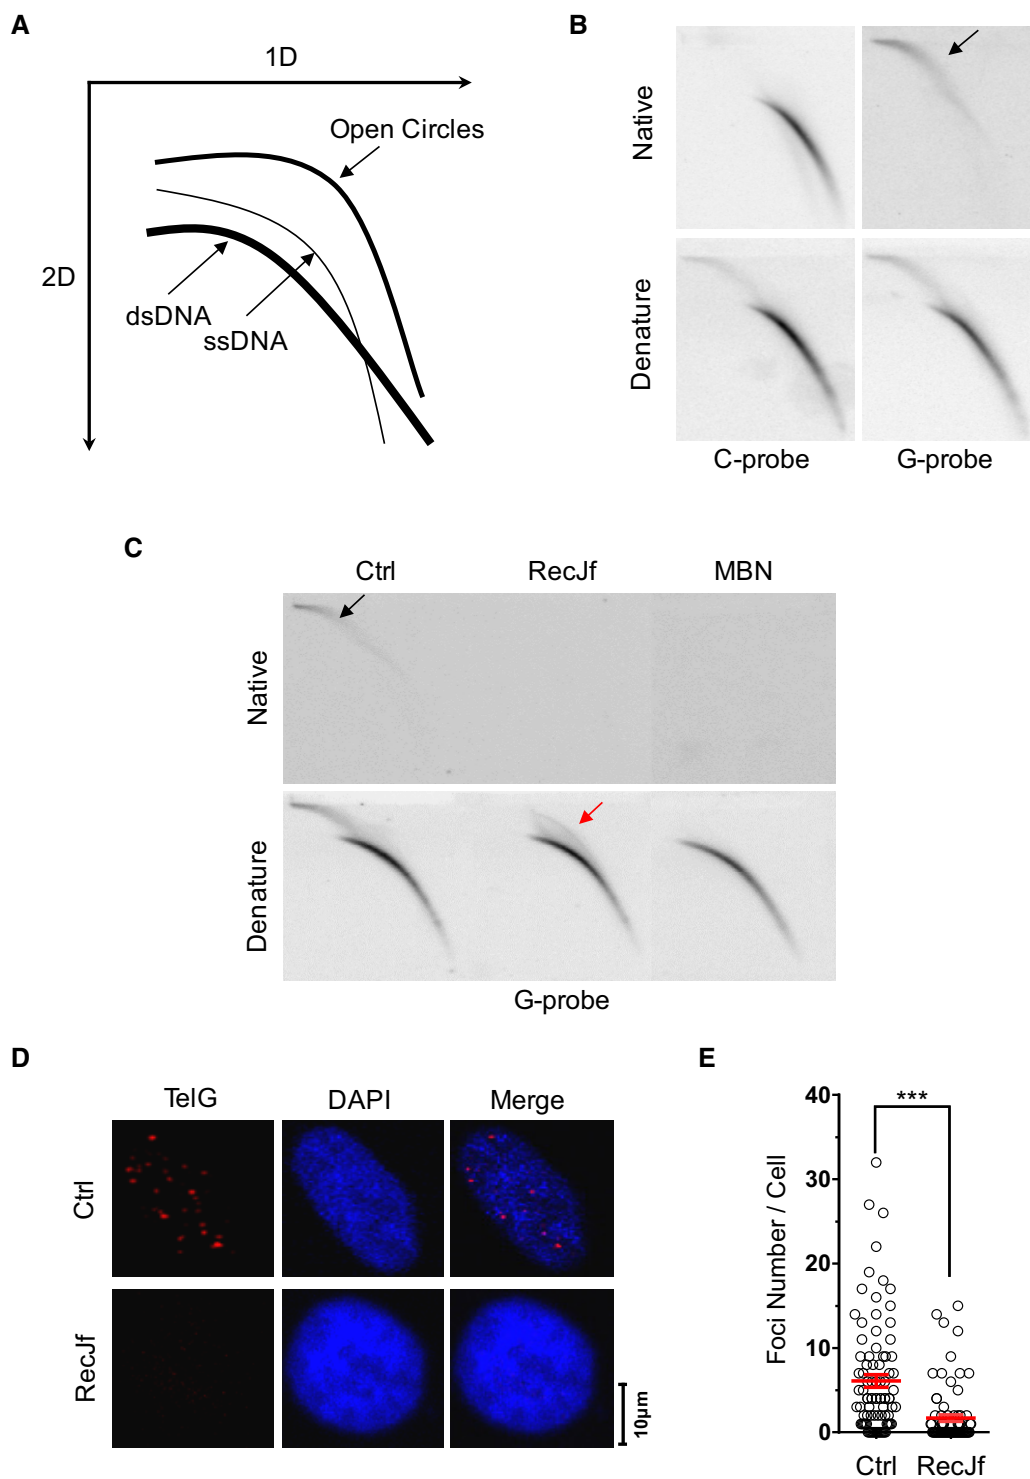 A
1D
Open Circles
2D
dsDNA
ssDNA
B
Native
Denature
C-probe
G-probe
C
Ctrl
RecJf
MBN
Native
Denature
G-probe
D
TelG
DAPI
Merge
Ctrl
RecJf
10μm
E
Foci Number / Cell
40
30
20
10
0
***
Ctrl
RecJf